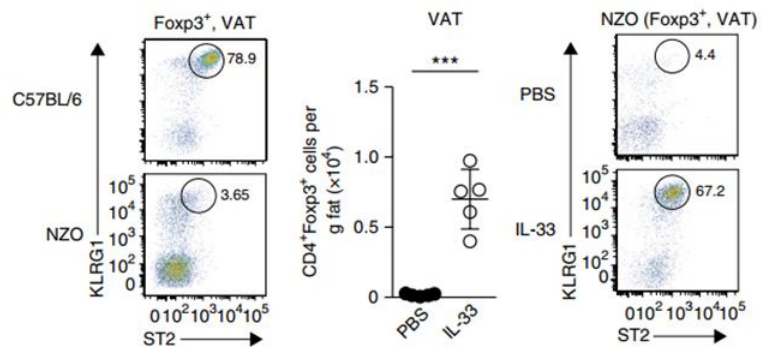 Foxp3⁺, VAT
C57BL/6
78.9
NZO
3.65
10⁵
10⁴
10³
10²
0
KLRG1
0 10² 10³ 10⁴ 10⁵
ST2
VAT
***
CD4⁺Foxp3⁺ cells per
g fat (×10⁴)
1.5
1.0
0.5
0
PBS
IL-33
NZO (Foxp3⁺, VAT)
PBS
4.4
IL-33
67.2
10⁵
10⁴
10³
10²
0
KLRG1
0 10² 10³ 10⁴ 10⁵
ST2